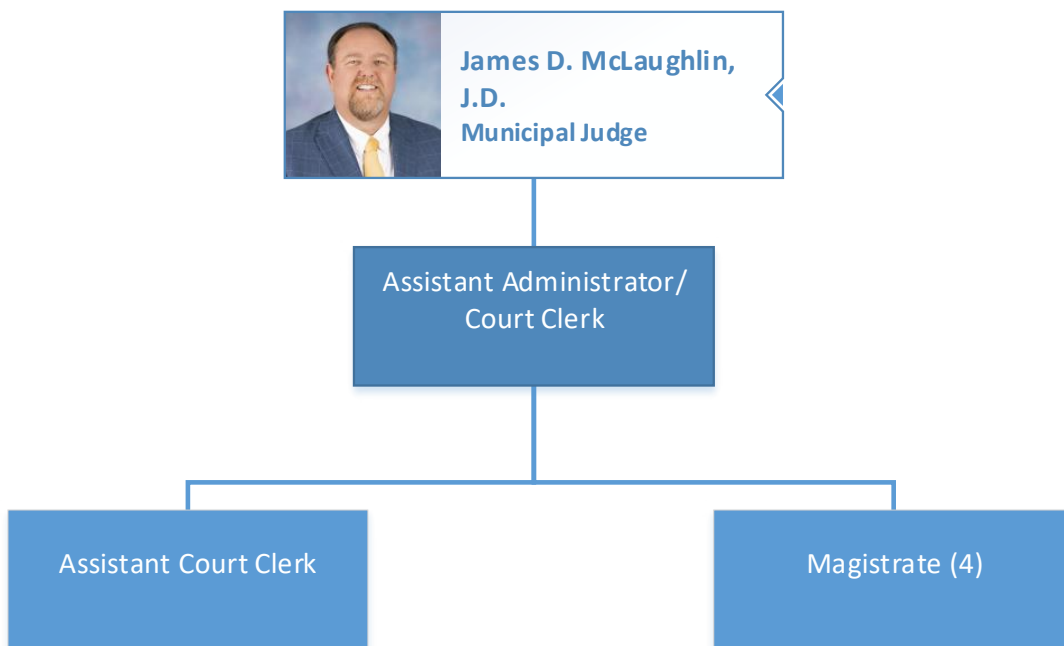 James D. McLaughlin,
J.D.
Municipal Judge
Assistant Administrator/
Court Clerk
Assistant Court Clerk
Magistrate (4)